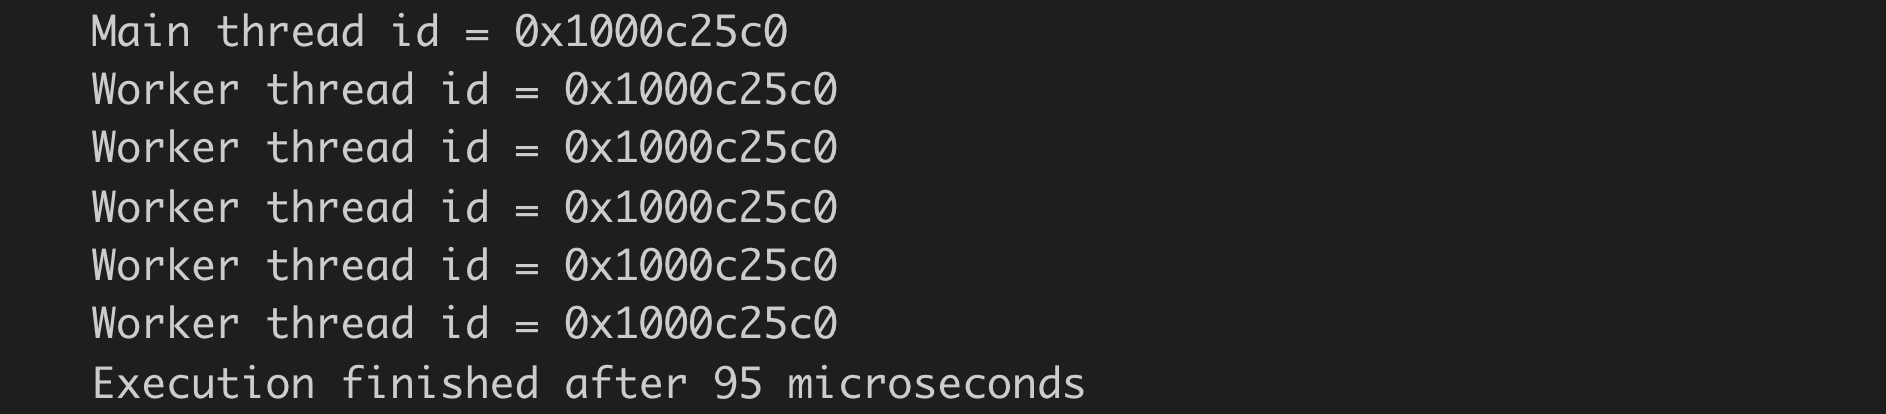 Main thread id = 0x1000c25c0
Worker thread id = 0x1000c25c0
Worker thread id = 0x1000c25c0
Worker thread id = 0x1000c25c0
Worker thread id = 0x1000c25c0
Worker thread id = 0x1000c25c0
Execution finished after 95 microseconds